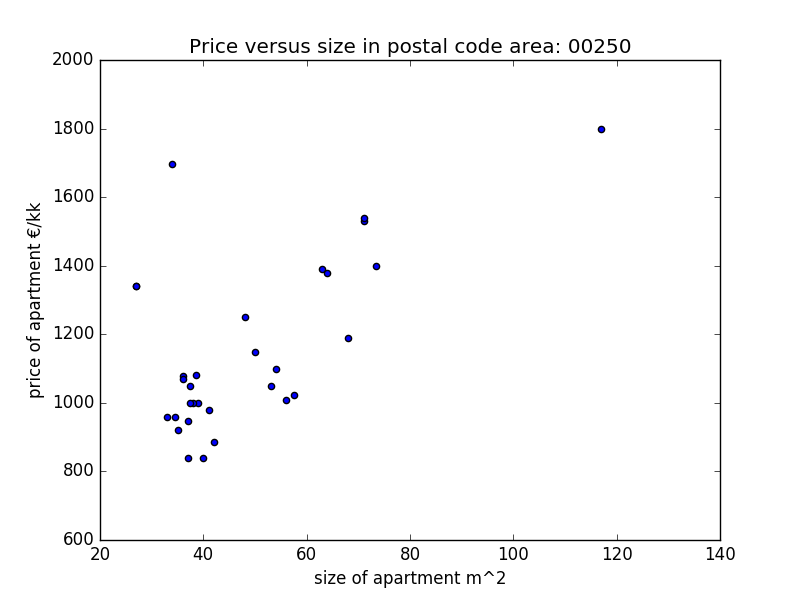 Price versus size in postal code area: 00250
2000
1800
1600
1400
1200
1000
800
600
price of apartment €/kk
20 40 60 80 100 120 140
size of apartment m^2